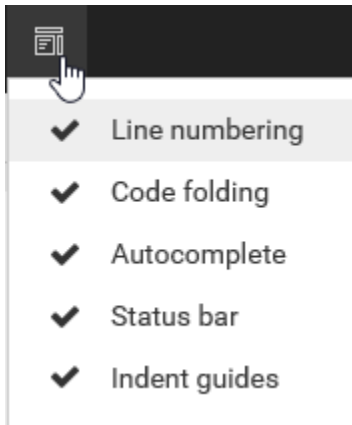 Line numbering
Code folding
Autocomplete
Status bar
Indent guides